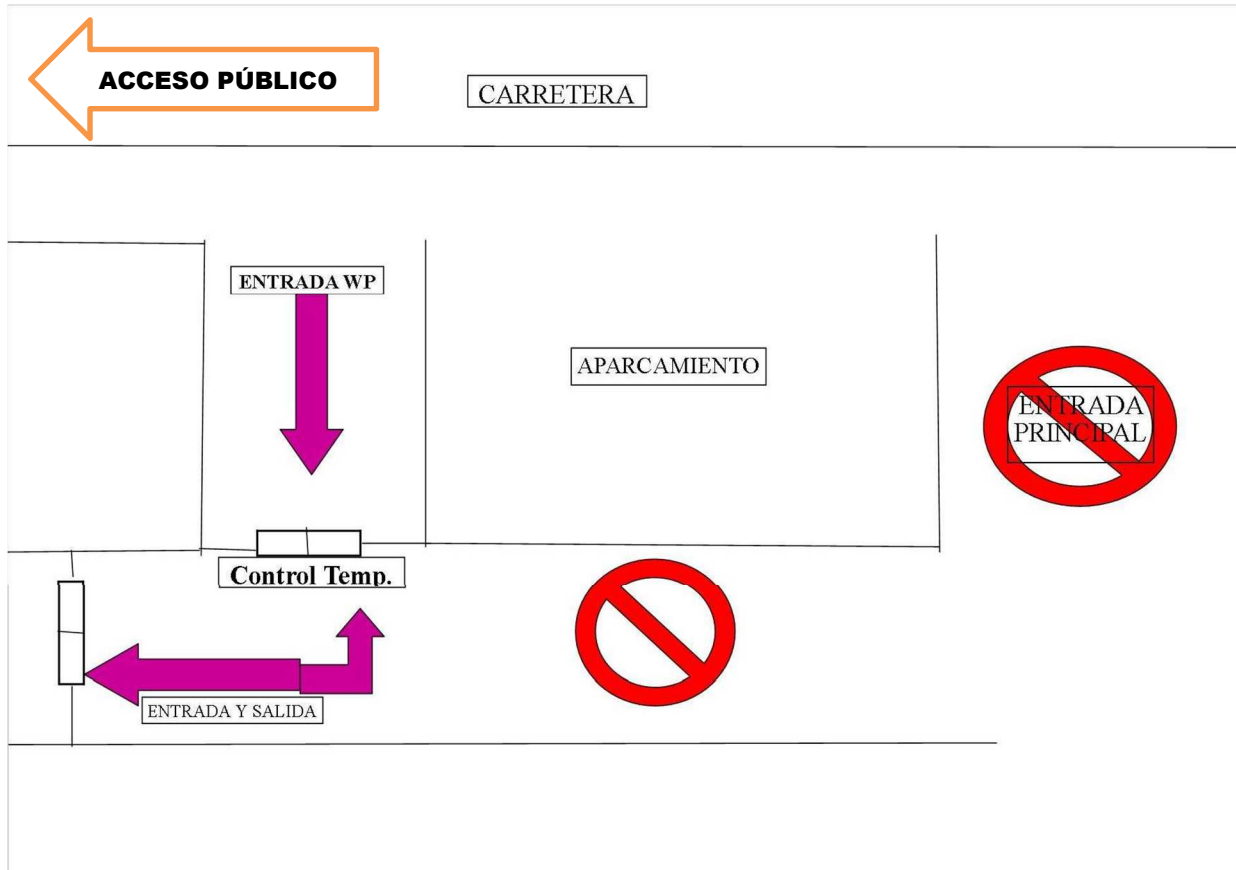 ACCESO PÚBLICO
CARRETERA
ENTRADA WP
APARCAMIENTO
ENTRADA
PRINCIPAL
Control Temp.
ENTRADA Y SALIDA